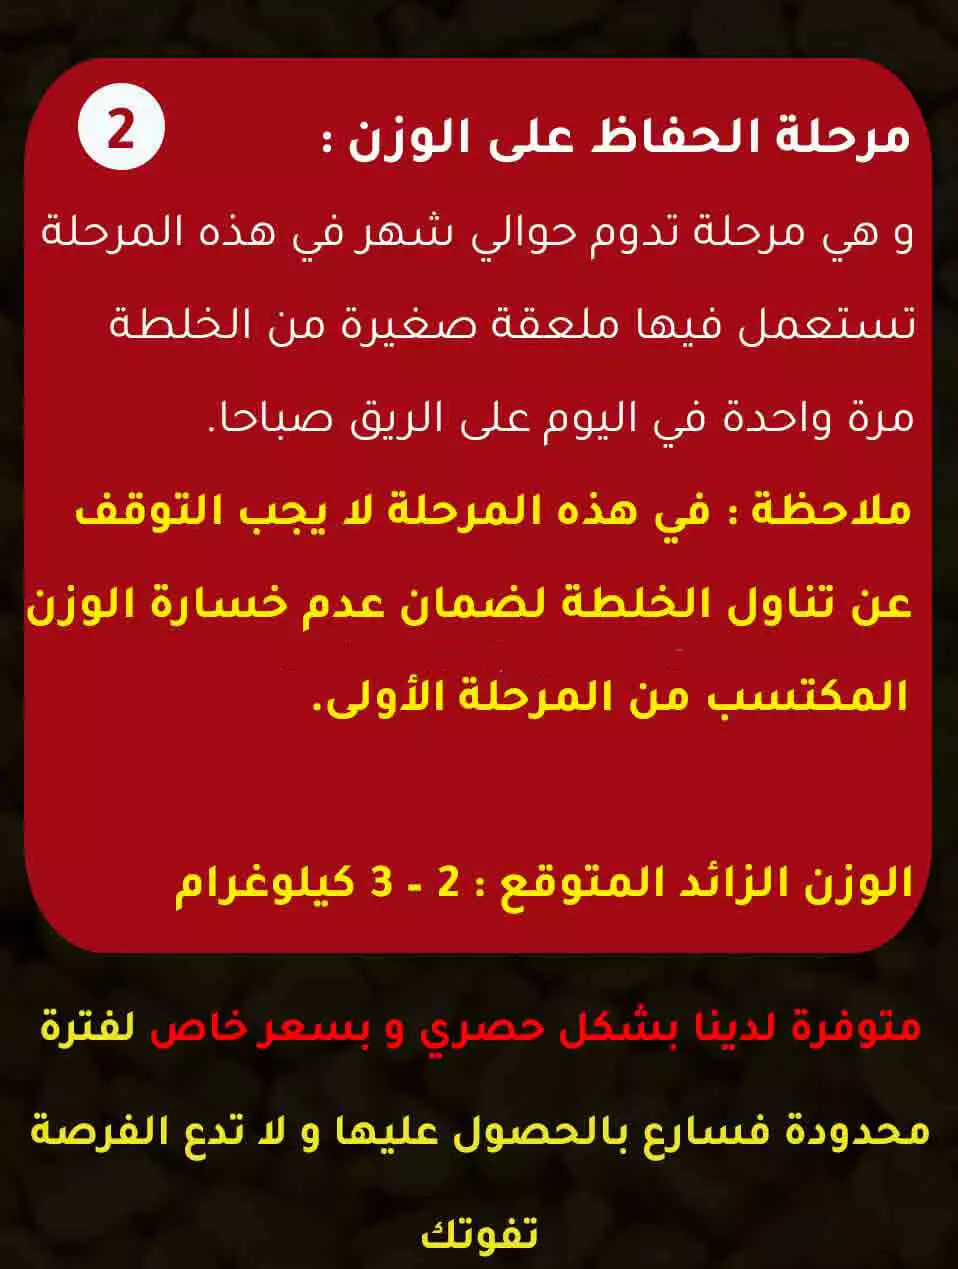 2
مرحلة الحفاظ على الوزن :
و هي مرحلة تدوم حوالي شهر في هذه المرحلة
تستعمل فيها ملعقة صغيرة من الخلطة
مرة واحدة في اليوم على الريق صباحا.
ملاحظة : في هذه المرحلة لا يجب التوقف
عن تناول الخلطة لضمان عدم خسارة الوزن
المكتسب من المرحلة الأولى.
الوزن الزائد المتوقع : 2 - 3 كيلوغرام
متوفرة لدينا بشكل حصري و بسعر خاص لفترة
محدودة فسارع بالحصول عليها و لا تدع الفرصة
تفوتك